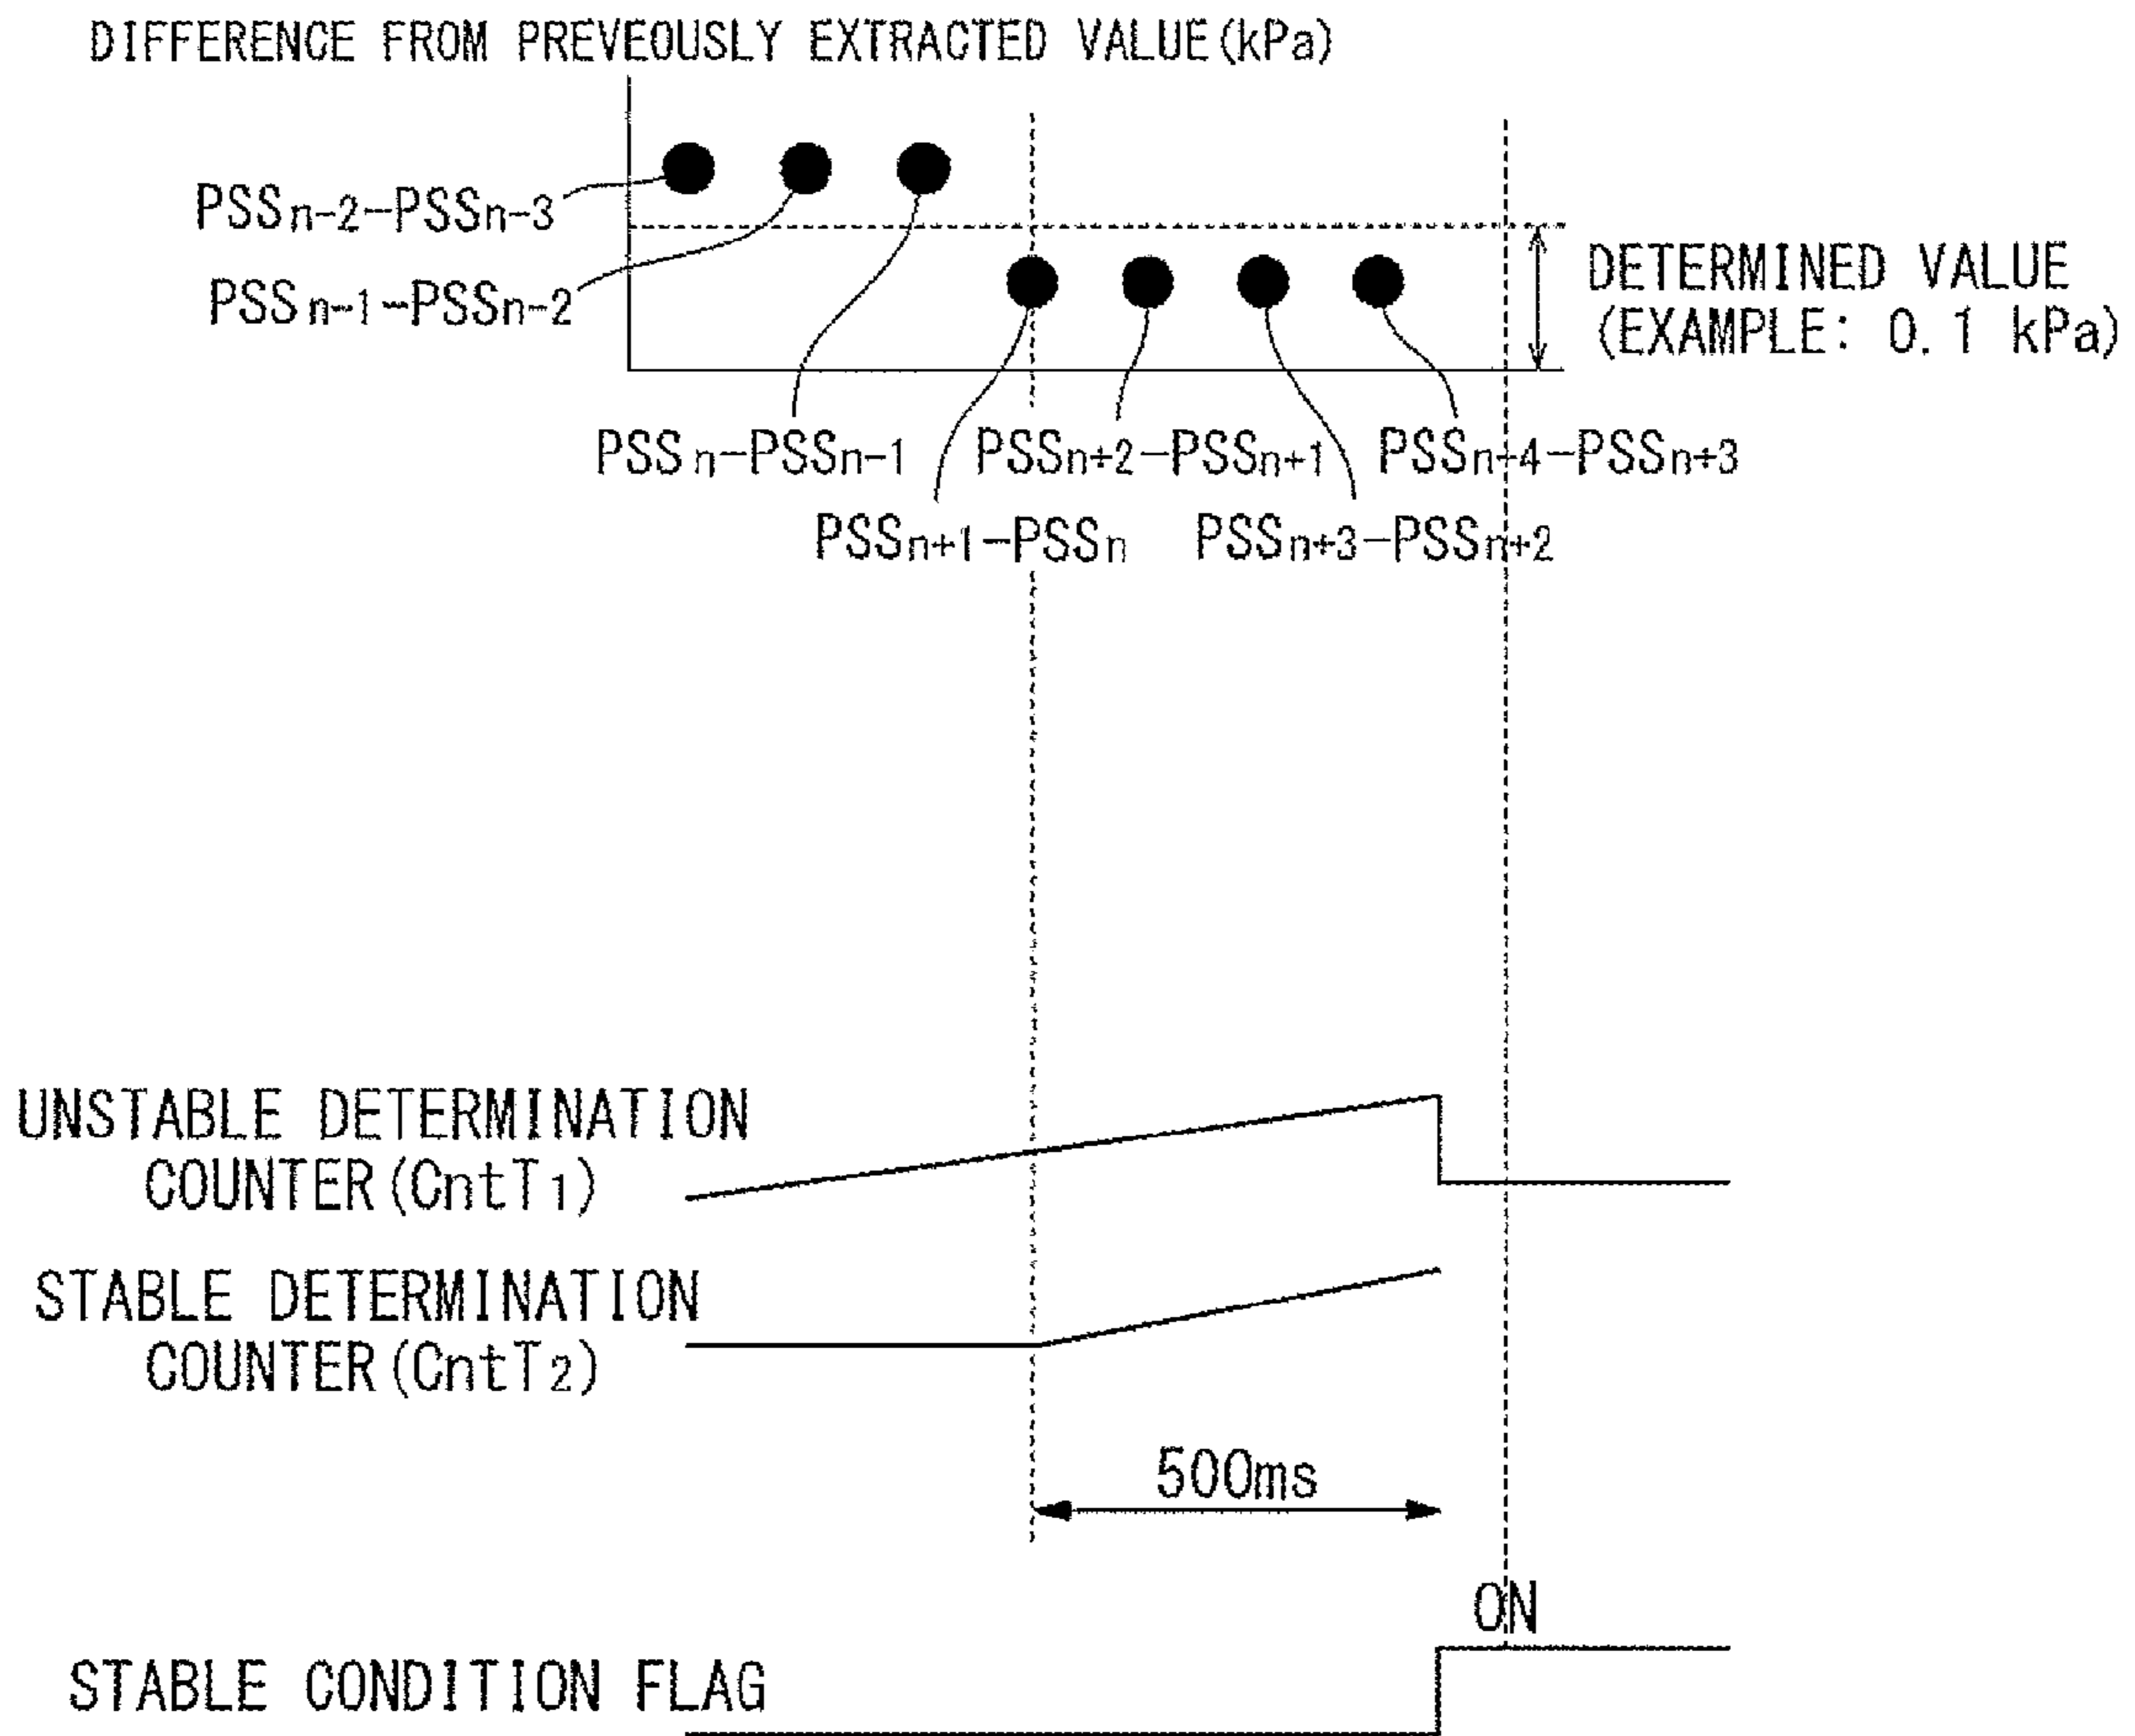 DIFFERENCE FROM PREVEOUSLY EXTRACTED VALUE(kPa)
PSSn-2-PSSn-3
PSSn-1-PSSn-2
DETERMINED VALUE
(EXAMPLE: 0.1 kPa)
PSSn-PSSn-1
PSSn+2-PSSn+1
PSSn+4-PSSn+3
PSSn+1-PSSn
PSSn+3-PSSn+2
UNSTABLE DETERMINATION
COUNTER(CntT1)
STABLE DETERMINATION
COUNTER(CntT2)
500ms
ON
STABLE CONDITION FLAG